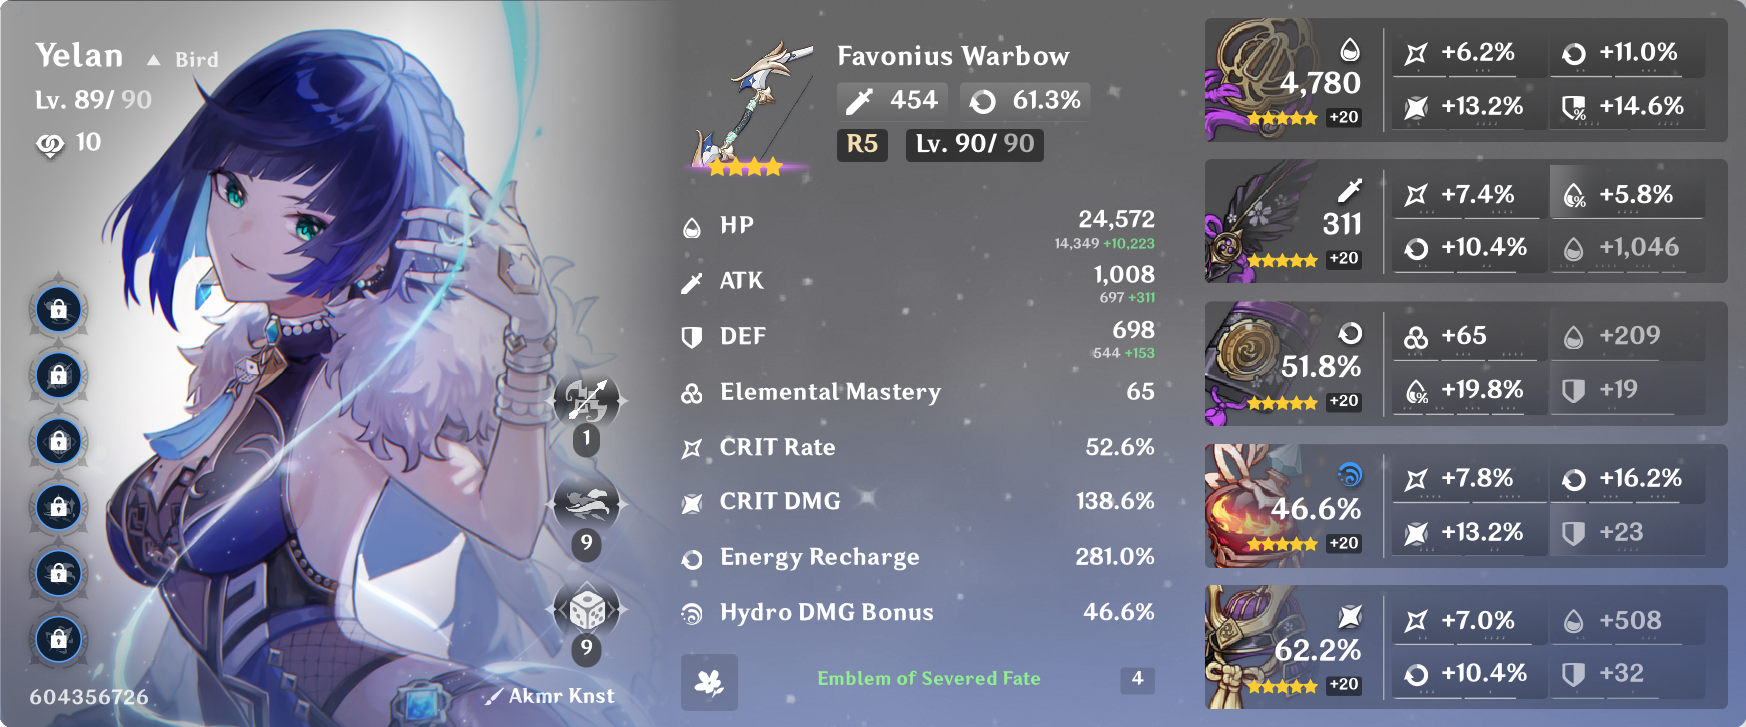 Yelan ▲ Bird
Lv. 89/ 90
10
1
9
9
604356726
Akmr Knst
Favonius Warbow
454 61.3%
R5 Lv. 90/ 90
HP 24,572
14,349 +10,223
ATK 1,008
697 +311
DEF 698
544 +153
Elemental Mastery 65
CRIT Rate 52.6%
CRIT DMG 138.6%
Energy Recharge 281.0%
Hydro DMG Bonus 46.6%
Emblem of Severed Fate 4
4,780
+20
+6.2% +11.0%
+13.2% +14.6%
311
+20
+7.4% +5.8%
+10.4% +1,046
51.8%
+20
+65 +209
+19.8% +19
46.6%
+20
+7.8% +16.2%
+13.2% +23
62.2%
+20
+7.0% +508
+10.4% +32